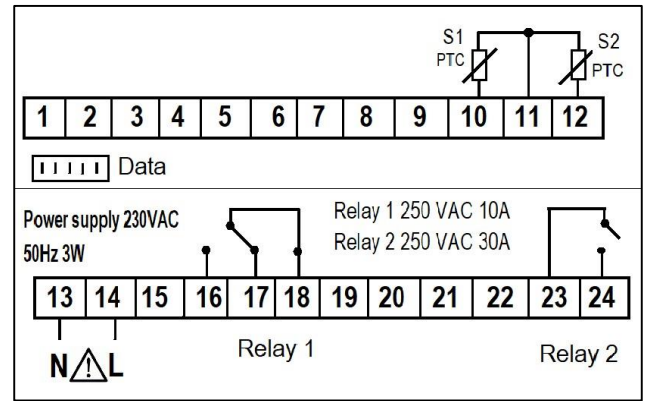 S1 S2
PTC PTC
1 2 3 4 5 6 7 8 9 10 11 12
Data
Power supply 230VAC
50Hz 3W
Relay 1 250 VAC 10A
Relay 2 250 VAC 30A
13 14 15 16 17 18 19 20 21 22 23 24
N ! L
Relay 1
Relay 2